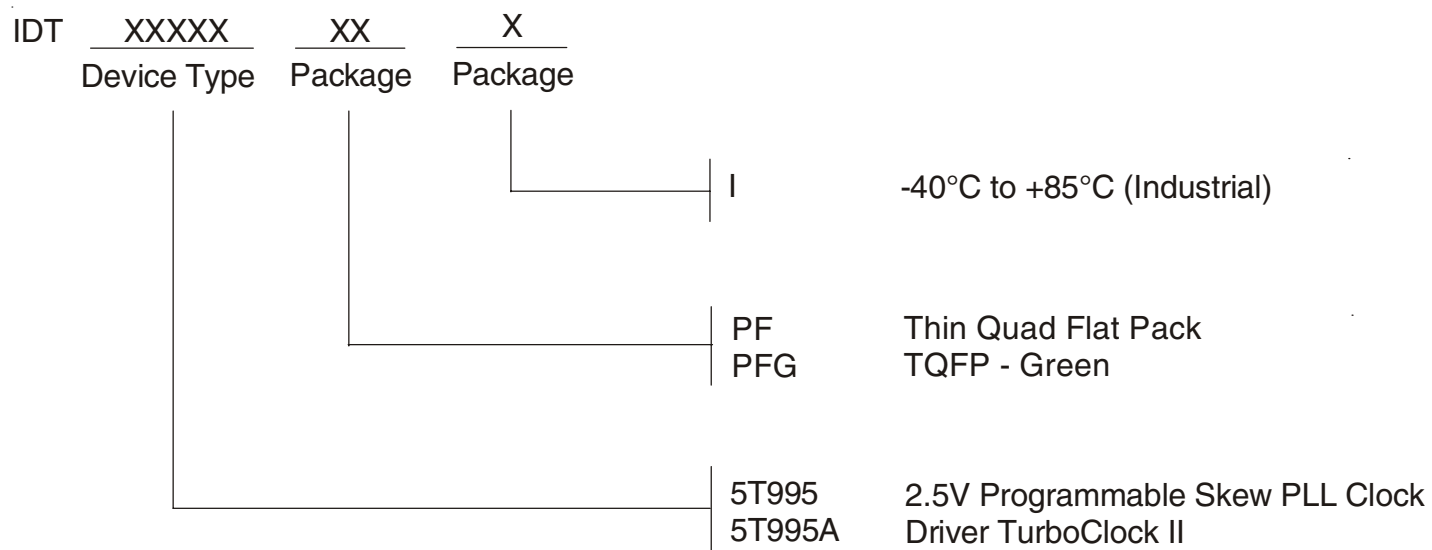 IDT XXXXX XX X
Device Type Package Package
I -40°C to +85°C (Industrial)
PF Thin Quad Flat Pack
PFG TQFP - Green
5T995 2.5V Programmable Skew PLL Clock
5T995A Driver TurboClock II